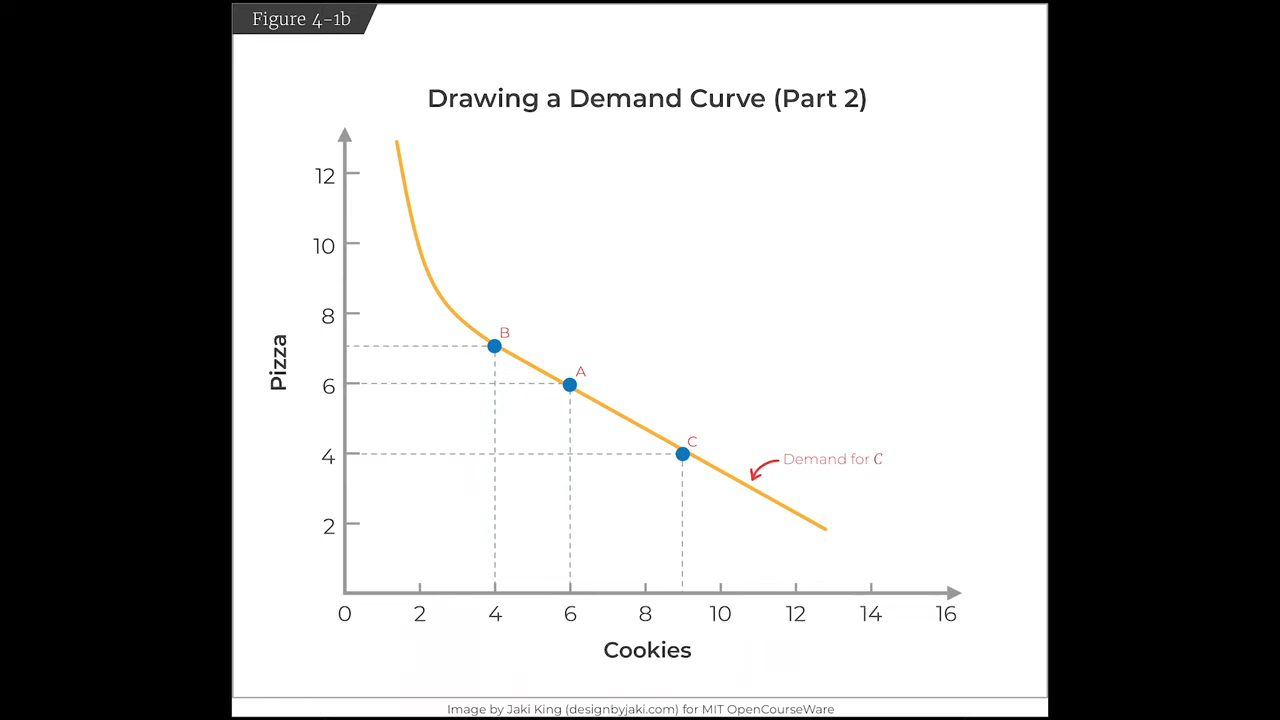 Figure 4–1b
Drawing a Demand Curve (Part 2)
12
10
8
6
4
2
Pizza
B
A
C
Demand for C
0 2 4 6 8 10 12 14 16
Cookies
Image by Jaki King (designbyjaki.com) for MIT OpenCourseWare